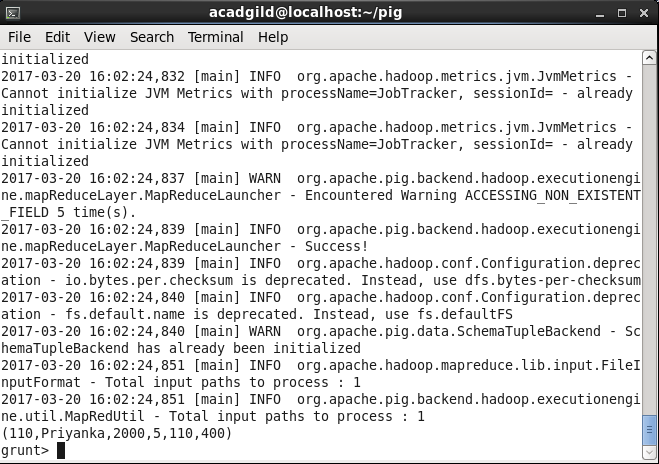 acadgild@localhost:~/pig
File Edit View Search Terminal Help
initialized
2017-03-20 16:02:24,832 [main] INFO  org.apache.hadoop.metrics.jvm.JvmMetrics -
Cannot initialize JVM Metrics with processName=JobTracker, sessionId= - already
initialized
2017-03-20 16:02:24,834 [main] INFO  org.apache.hadoop.metrics.jvm.JvmMetrics -
Cannot initialize JVM Metrics with processName=JobTracker, sessionId= - already
initialized
2017-03-20 16:02:24,837 [main] WARN  org.apache.pig.backend.hadoop.executionengi
ne.mapReduceLayer.MapReduceLauncher - Encountered Warning ACCESSING_NON_EXISTENT
_FIELD 5 time(s).
2017-03-20 16:02:24,839 [main] INFO  org.apache.pig.backend.hadoop.executionengi
ne.mapReduceLayer.MapReduceLauncher - Success!
2017-03-20 16:02:24,839 [main] INFO  org.apache.hadoop.conf.Configuration.deprec
ation - io.bytes.per.checksum is deprecated. Instead, use dfs.bytes-per-checksum
2017-03-20 16:02:24,840 [main] INFO  org.apache.hadoop.conf.Configuration.deprec
ation - fs.default.name is deprecated. Instead, use fs.defaultFS
2017-03-20 16:02:24,840 [main] WARN  org.apache.pig.data.SchemaTupleBackend - Sc
hemaTupleBackend has already been initialized
2017-03-20 16:02:24,851 [main] INFO  org.apache.hadoop.mapreduce.lib.input.FileI
nputFormat - Total input paths to process : 1
2017-03-20 16:02:24,851 [main] INFO  org.apache.pig.backend.hadoop.executionengi
ne.util.MapRedUtil - Total input paths to process : 1
(110,Priyanka,2000,5,110,400)
grunt>